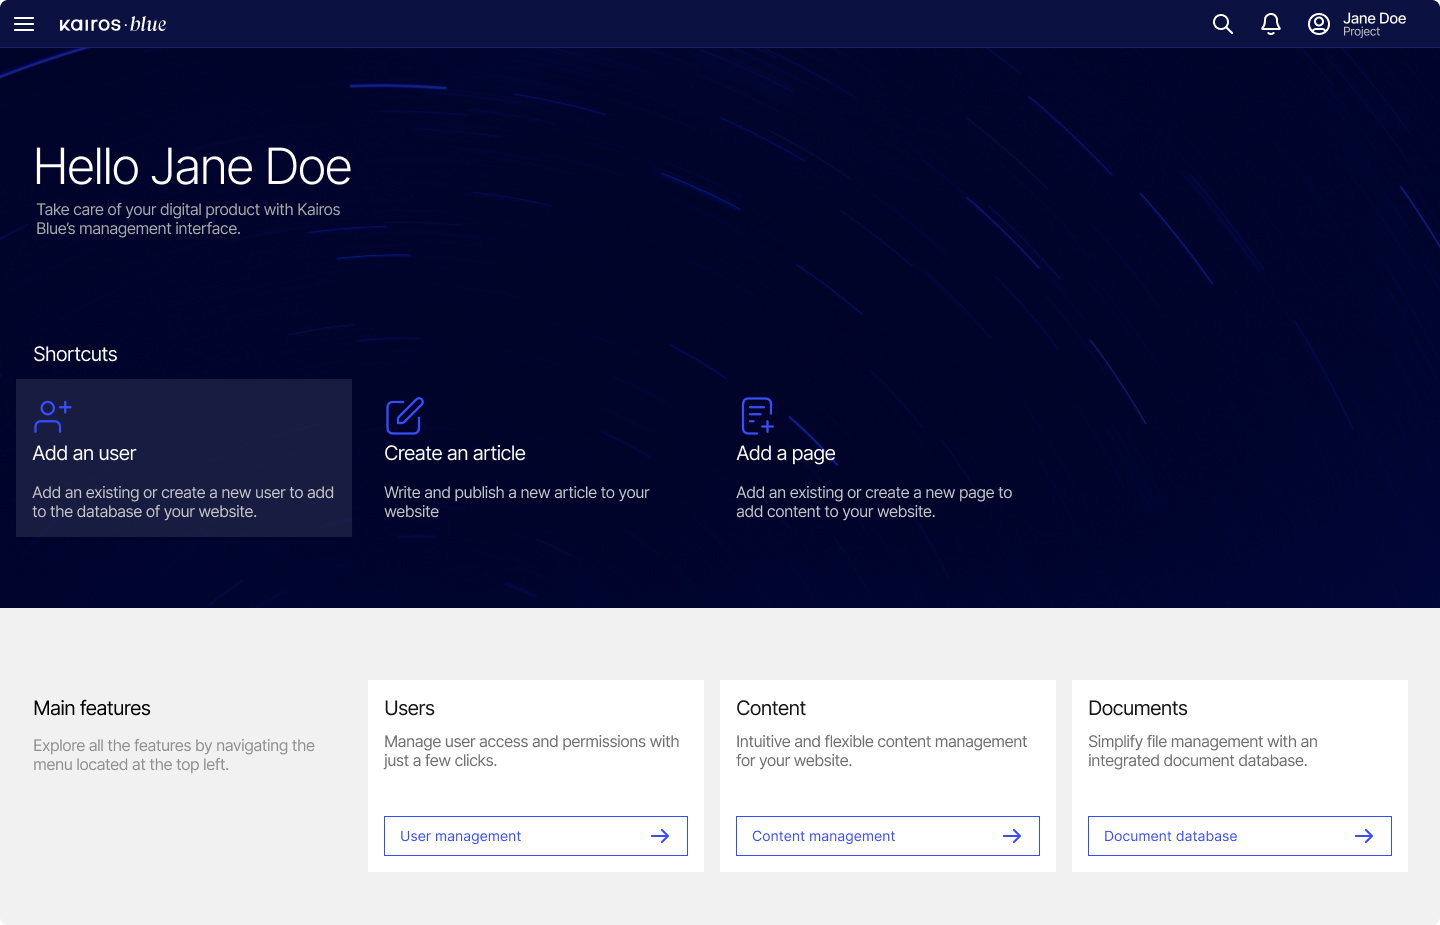 kairos·blue
Jane Doe
Project
Hello Jane Doe
Take care of your digital product with Kairos
Blue’s management interface.
Shortcuts
Add an user
Add an existing or create a new user to add
to the database of your website.
Create an article
Write and publish a new article to your
website
Add a page
Add an existing or create a new page to
add content to your website.
Main features
Explore all the features by navigating the
menu located at the top left.
Users
Manage user access and permissions with
just a few clicks.
User management
Content
Intuitive and flexible content management
for your website.
Content management
Documents
Simplify file management with an
integrated document database.
Document database